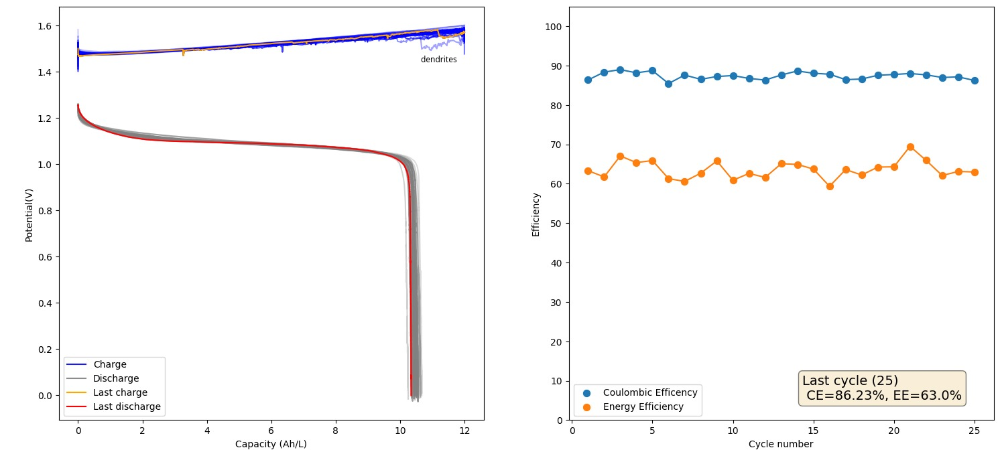 1.6
1.4
1.2
1.0
0.8
0.6
0.4
0.2
0.0
Potential(V)
dendrites
Charge
Discharge
Last charge
Last discharge
0 2 4 6 8 10 12
Capacity (Ah/L)
100
90
80
70
60
50
40
30
20
10
0
Efficiency
Coulombic Efficency
Energy Efficiency
Last cycle (25)
CE=86.23%, EE=63.0%
0 5 10 15 20 25
Cycle number